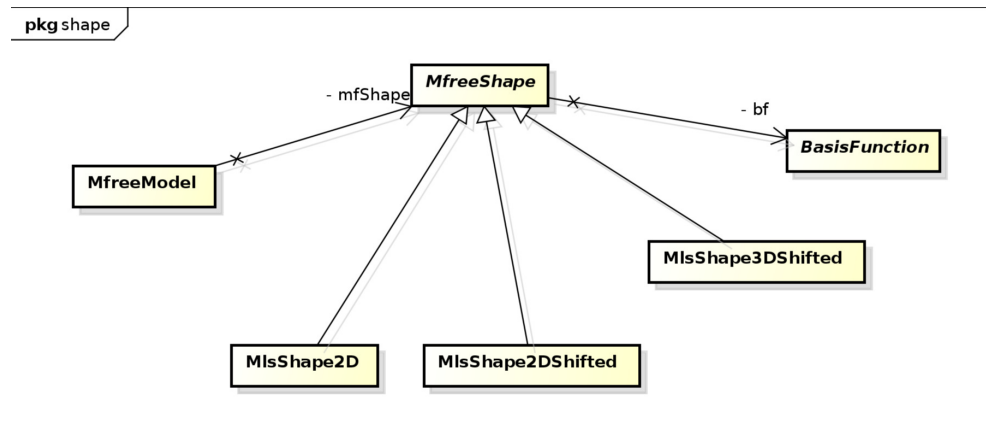 pkg shape
MfreeShape
- mfShape
- bf
BasisFunction
MfreeModel
MlsShape3DShifted
MlsShape2D
MlsShape2DShifted